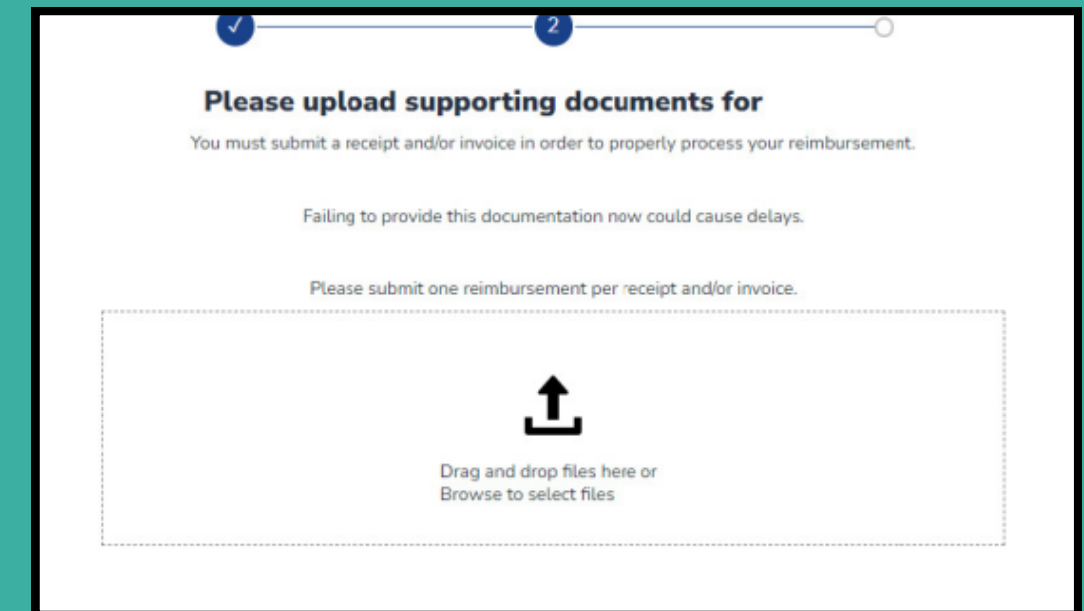 2
Please upload supporting documents for
You must submit a receipt and/or invoice in order to properly process your reimbursement.
Failing to provide this documentation now could cause delays.
Please submit one reimbursement per receipt and/or invoice.
Drag and drop files here or
Browse to select files